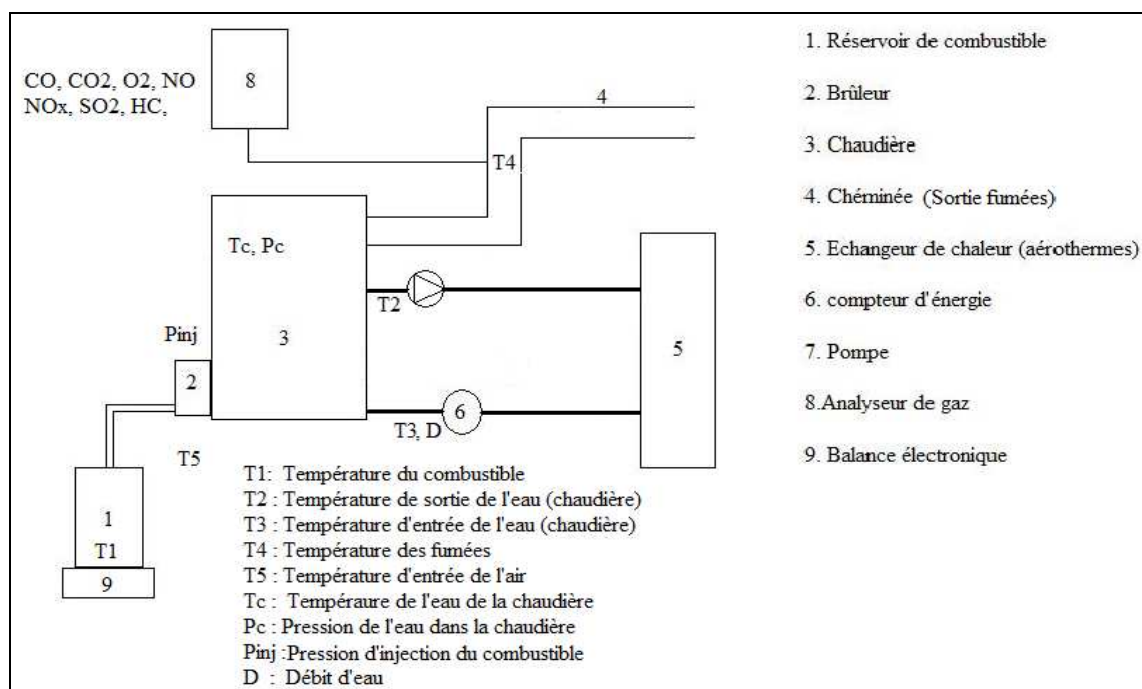 CO, CO2, O2, NO
NOx, SO2, HC,
8
4
T4
Tc, Pc
T2
3
5
Pinj
2
6
T3, D
T5
1
T1
9
1. Réservoir de combustible
2. Brûleur
3. Chaudière
4. Chéminée (Sortie fumées)
5. Echangeur de chaleur (aérothermes)
6. compteur d'énergie
7. Pompe
8.Analyseur de gaz
9. Balance électronique
T1: Température du combustible
T2 : Température de sortie de l'eau (chaudière)
T3 : Température d'entrée de l'eau (chaudière)
T4 : Température des fumées
T5 : Température d'entrée de l'air
Tc : Tempéraure de l'eau de la chaudière
Pc : Pression de l'eau dans la chaudière
Pinj :Pression d'injection du combustible
D : Débit d'eau